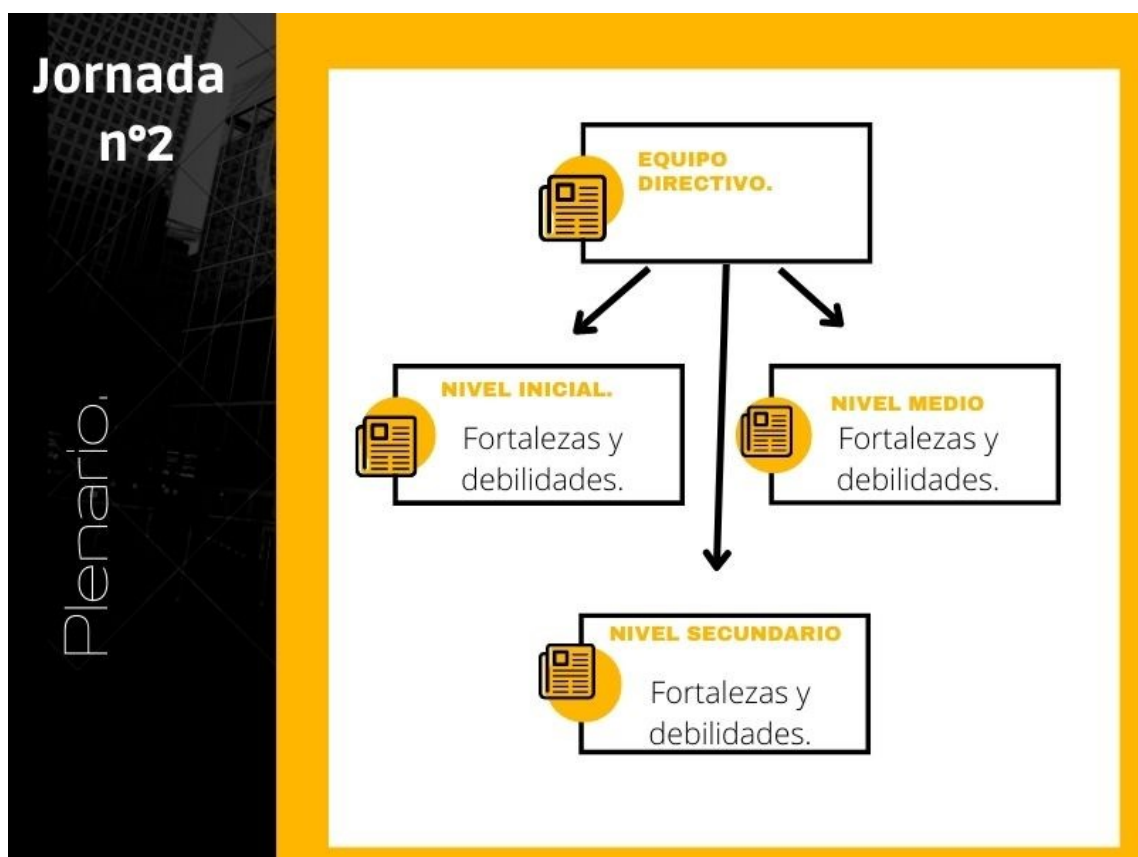 Jornada
n°2
Plenario.
EQUIPO
DIRECTIVO.
NIVEL INICIAL.
Fortalezas y
debilidades.
NIVEL MEDIO
Fortalezas y
debilidades.
NIVEL SECUNDARIO
Fortalezas y
debilidades.